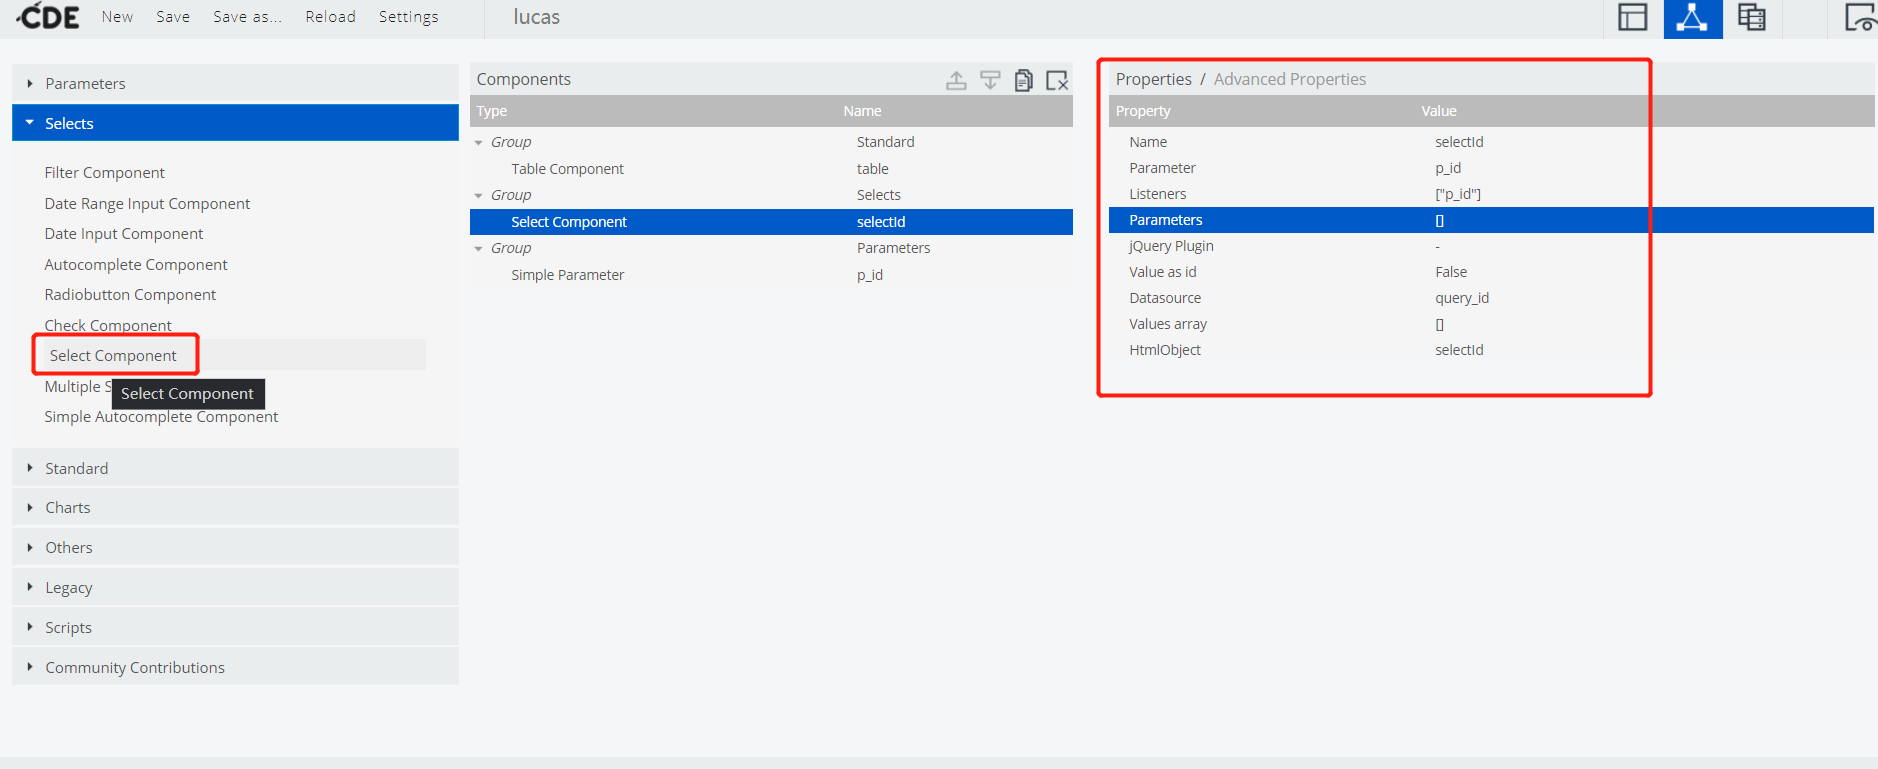 CDE New Save Save as... Reload Settings lucas
Parameters
Selects
Filter Component
Date Range Input Component
Date Input Component
Autocomplete Component
Radiobutton Component
Check Component
Select Component
Multiple S
Select Component
Simple Autocomplete Component
Standard
Charts
Others
Legacy
Scripts
Community Contributions
Components
Type Name
Group Standard
Table Component table
Group Selects
Select Component selectId
Group Parameters
Simple Parameter p_id
Properties / Advanced Properties
Property Value
Name selectId
Parameter p_id
Listeners ["p_id"]
Parameters []
jQuery Plugin -
Value as id False
Datasource query_id
Values array []
HtmlObject selectId